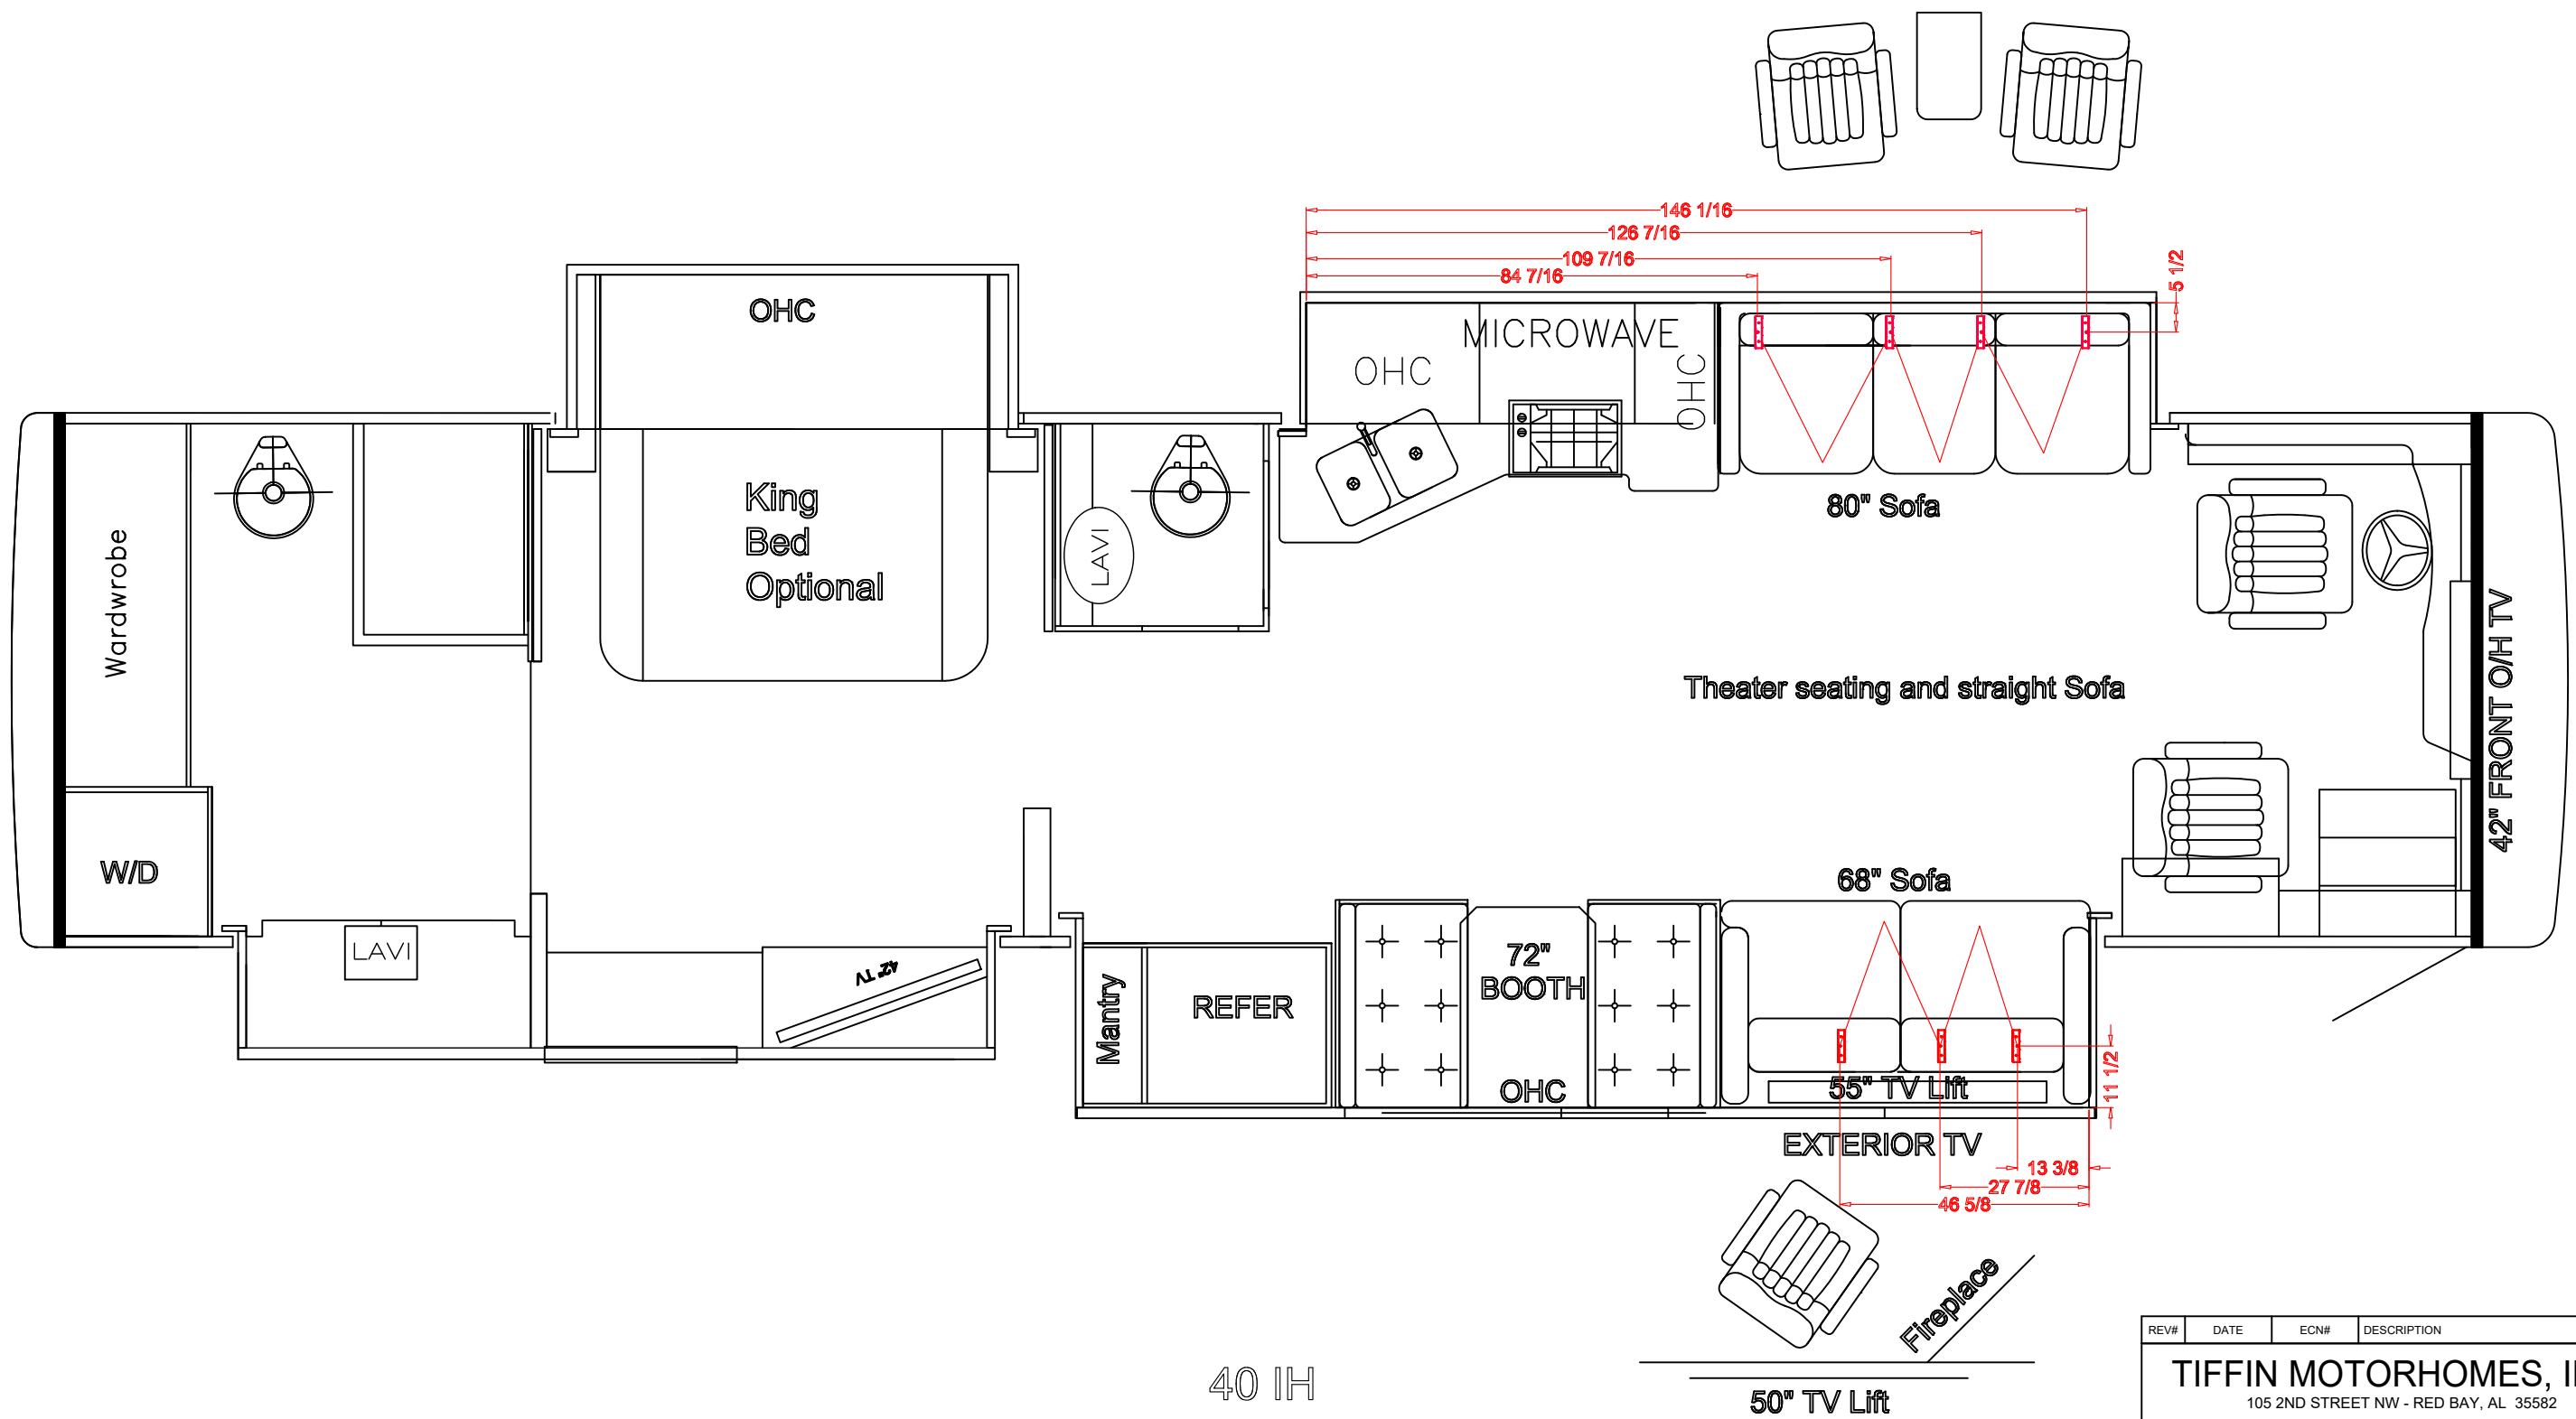 146 1/16
126 7/16
109 7/16
84 7/16
5 1/2
OHC
MICROWAVE
OHC
OHC
King
Bed
Optional
80" Sofa
Wardwrobe
LAVI
Theater seating and straight Sofa
42" FRONT O/H TV
W/D
68" Sofa
LAVI
42" TV
Mantry
REFER
72"
BOOTH
OHC
55" TV Lift
11 1/2
EXTERIOR TV
13 3/8
27 7/8
46 5/8
Fireplace
40 IH
50" TV Lift
REV# DATE ECN# DESCRIPTION
TIFFIN MOTORHOMES, I
105 2ND STREET NW - RED BAY, AL 35582